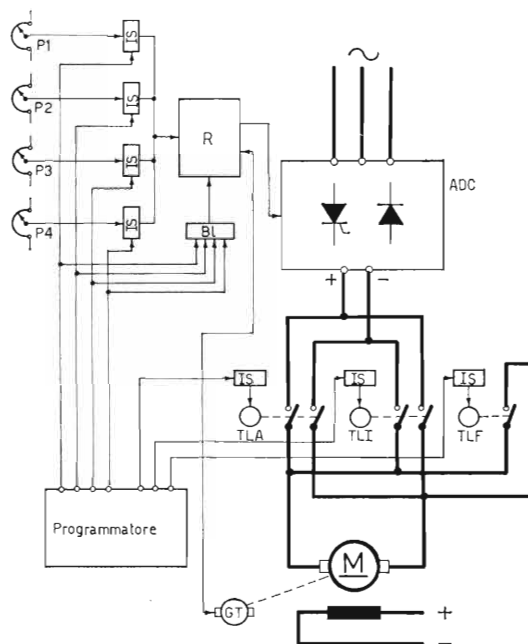 P1
IS
P2
IS
P3
IS
P4
IS
R
Bl
ADC
+ −
IS
IS
IS
TLA
TLI
TLF
Programmatore
M
GT
+
−